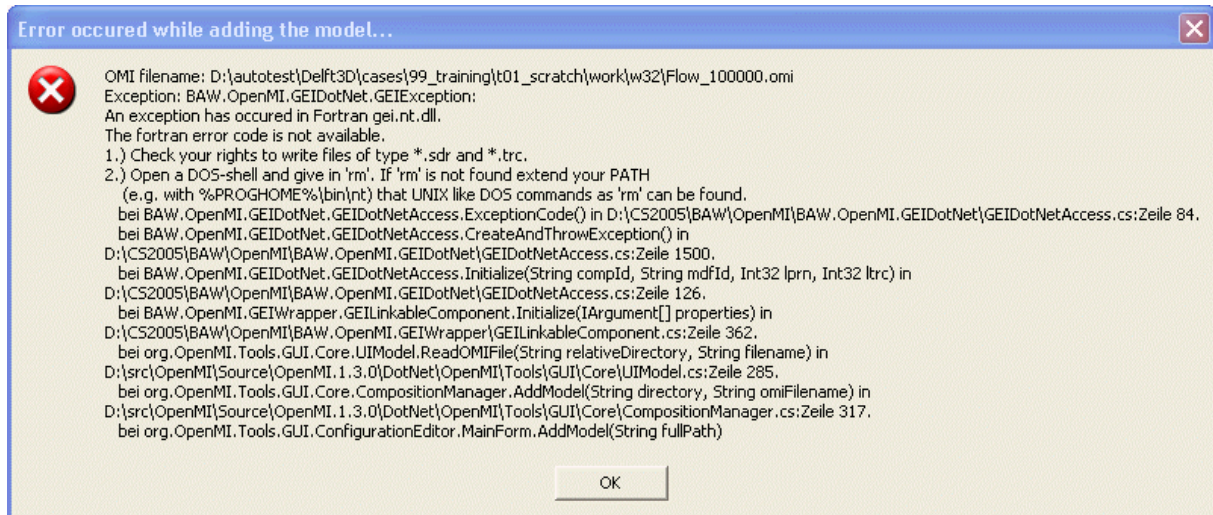 Error occured while adding the model...
OMI filename: D:\autotest\Delft3D\cases\99_training\t01_scratch\work\w32\Flow_100000.omi
Exception: BAW.OpenMI.GEIDotNet.GEIException:
An exception has occured in Fortran gei.nt.dll.
The fortran error code is not available.
1.) Check your rights to write files of type *.sdr and *.trc.
2.) Open a DOS-shell and give in 'rm'. If 'rm' is not found extend your PATH
(e.g. with %PROGHOME%\bin\nt) that UNIX like DOS commands as 'rm' can be found.
bei BAW.OpenMI.GEIDotNet.GEIDotNetAccess.ExceptionCode() in D:\CS2005\BAW\OpenMI\BAW.OpenMI.GEIDotNet\GEIDotNetAccess.cs:Zeile 84.
bei BAW.OpenMI.GEIDotNet.GEIDotNetAccess.CreateAndThrowException() in
D:\CS2005\BAW\OpenMI\BAW.OpenMI.GEIDotNet\GEIDotNetAccess.cs:Zeile 1500.
bei BAW.OpenMI.GEIDotNet.GEIDotNetAccess.Initialize(String compId, String mdfId, Int32 lprn, Int32 ltrc) in
D:\CS2005\BAW\OpenMI\BAW.OpenMI.GEIDotNet\GEIDotNetAccess.cs:Zeile 126.
bei BAW.OpenMI.GEIWrapper.GEILinkableComponent.Initialize(IArgument[] properties) in
D:\CS2005\BAW\OpenMI\BAW.OpenMI.GEIWrapper\GEILinkableComponent.cs:Zeile 362.
bei org.OpenMI.Tools.GUI.Core.UIModel.ReadOMIFile(String relativeDirectory, String filename) in
D:\src\OpenMI\Source\OpenMI.1.3.0\DotNet\OpenMI\Tools\GUI\Core\UIModel.cs:Zeile 285.
bei org.OpenMI.Tools.GUI.Core.CompositionManager.AddModel(String directory, String omiFilename) in
D:\src\OpenMI\Source\OpenMI.1.3.0\DotNet\OpenMI\Tools\GUI\Core\CompositionManager.cs:Zeile 317.
bei org.OpenMI.Tools.GUI.ConfigurationEditor.MainForm.AddModel(String fullPath)
OK